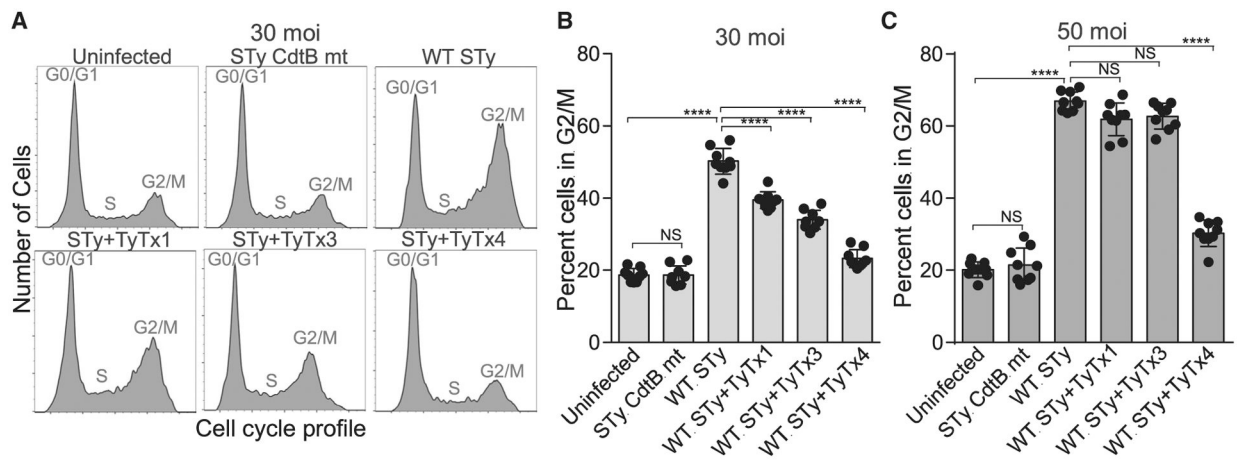 A
30 moi
Uninfected
STy CdtB mt
WT STy
G0/G1
S
G2/M
G0/G1
S
G2/M
G0/G1
S
G2/M
STy+TyTx1
STy+TyTx3
STy+TyTx4
G0/G1
S
G2/M
G0/G1
S
G2/M
G0/G1
S
G2/M
Number of Cells
Cell cycle profile
B
30 moi
Percent cells in G2/M
80
60
40
20
0
NS
****
****
****
****
Uninfected
STy CdtB mt
WT STy
WT STy+TyTx1
WT STy+TyTx3
WT STy+TyTx4
C
50 moi
Percent cells in G2/M
80
60
40
20
0
NS
****
NS
NS
****
Uninfected
STy CdtB mt
WT STy
WT STy+TyTx1
WT STy+TyTx3
WT STy+TyTx4